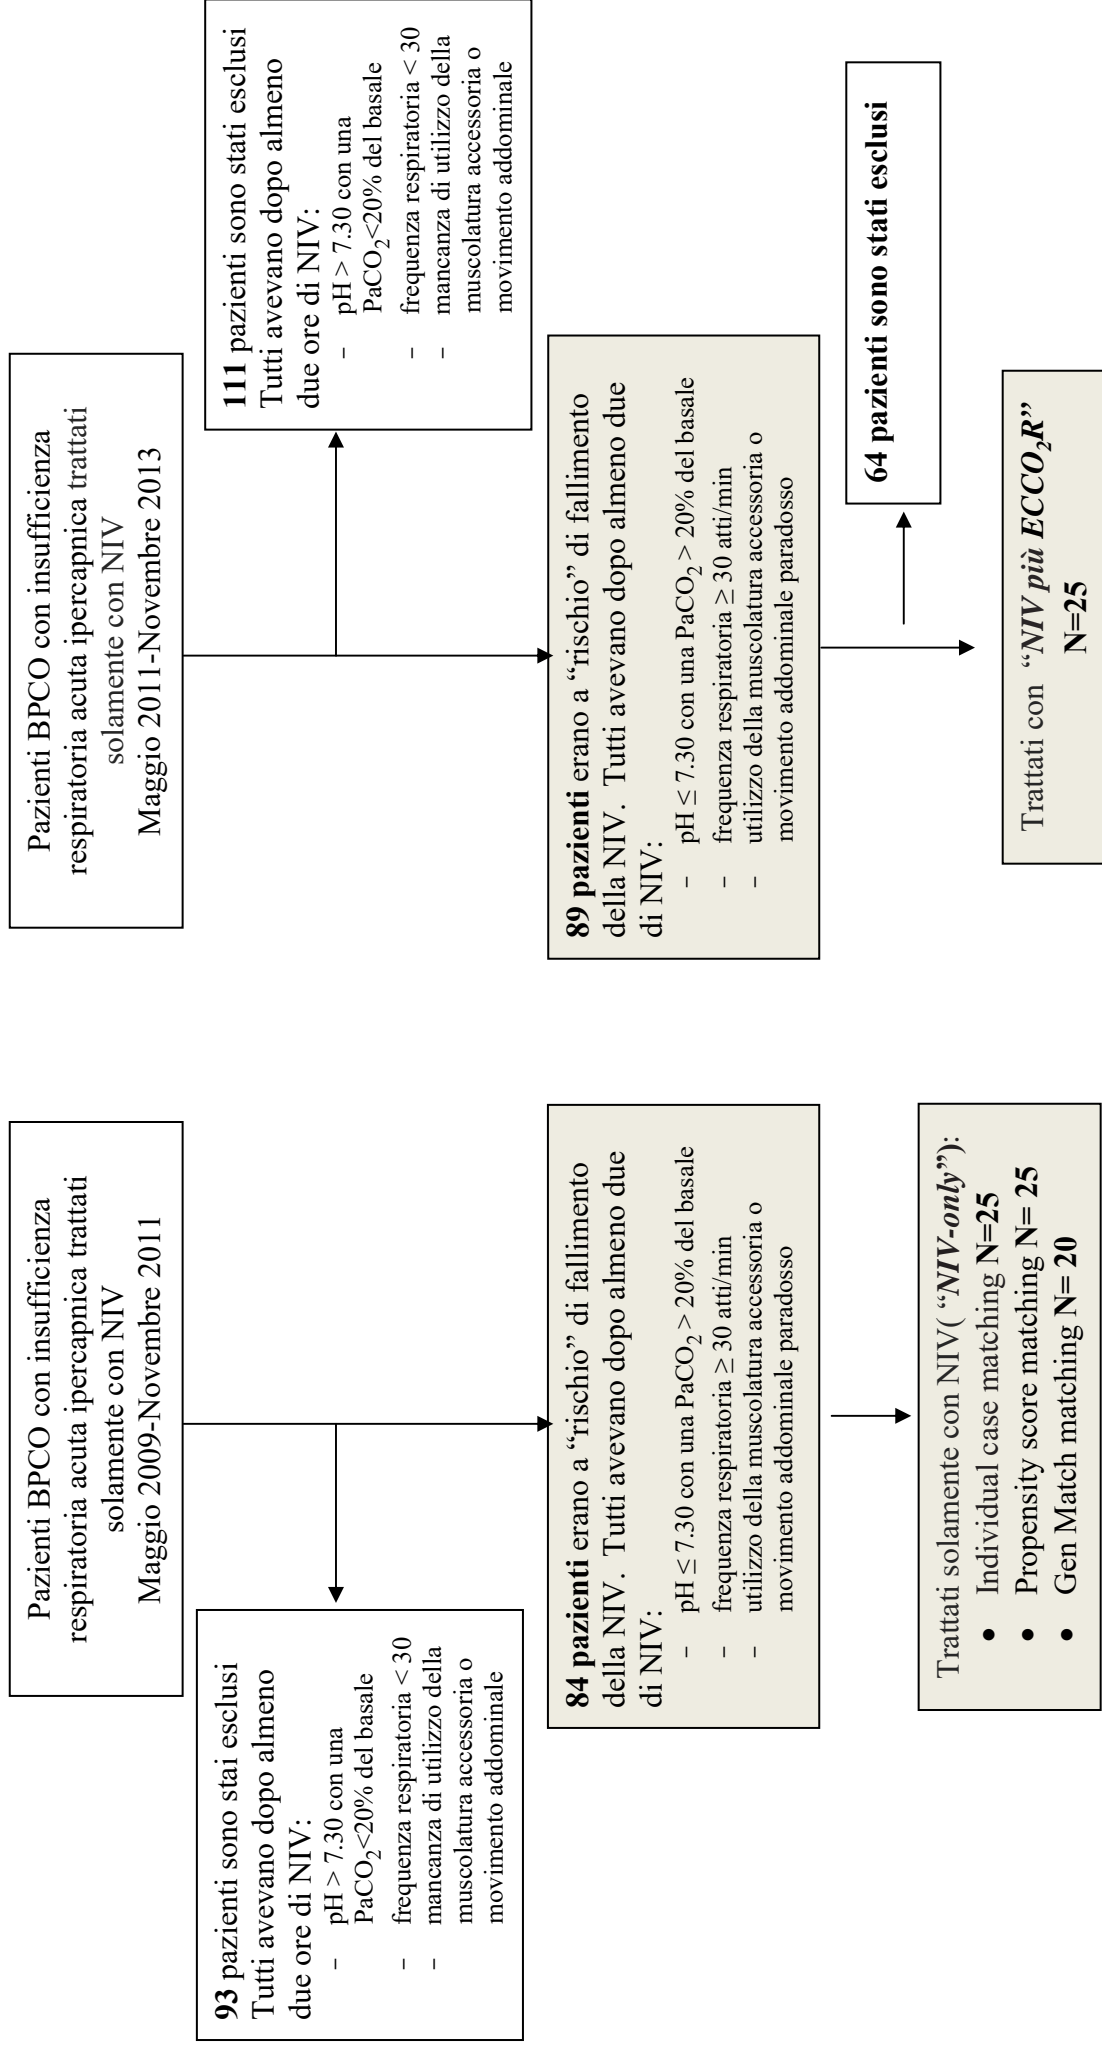 Pazienti BPCO con insufficienza
respiratoria acuta ipercapnica trattati
solamente con NIV
Maggio 2009-Novembre 2011
93 pazienti sono stai esclusi
Tutti avevano dopo almeno
due ore di NIV:
- pH > 7.30 con una
PaCO₂<20% del basale
- frequenza respiratoria < 30
- mancanza di utilizzo della
muscolatura accessoria o
movimento addominale
84 pazienti erano a “rischio” di fallimento
della NIV. Tutti avevano dopo almeno due
di NIV:
- pH ≤ 7.30 con una PaCO₂ > 20% del basale
- frequenza respiratoria ≥ 30 atti/min
- utilizzo della muscolatura accessoria o
movimento addominale paradosso
Trattati solamente con NIV( “NIV-only”):
• Individual case matching N=25
• Propensity score matching N= 25
• Gen Match matching N= 20
Pazienti BPCO con insufficienza
respiratoria acuta ipercapnica trattati
solamente con NIV
Maggio 2011-Novembre 2013
111 pazienti sono stati esclusi
Tutti avevano dopo almeno
due ore di NIV:
- pH > 7.30 con una
PaCO₂<20% del basale
- frequenza respiratoria < 30
- mancanza di utilizzo della
muscolatura accessoria o
movimento addominale
89 pazienti erano a “rischio” di fallimento
della NIV. Tutti avevano dopo almeno due
di NIV:
- pH ≤ 7.30 con una PaCO₂ > 20% del basale
- frequenza respiratoria ≥ 30 atti/min
- utilizzo della muscolatura accessoria o
movimento addominale paradosso
64 pazienti sono stati esclusi
Trattati con “NIV più ECCO₂R”
N=25